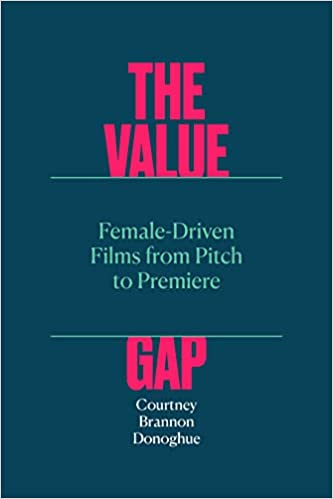 THE
VALUE
Female-Driven
Films from Pitch
to Premiere
GAP
Courtney
Brannon
Donoghue